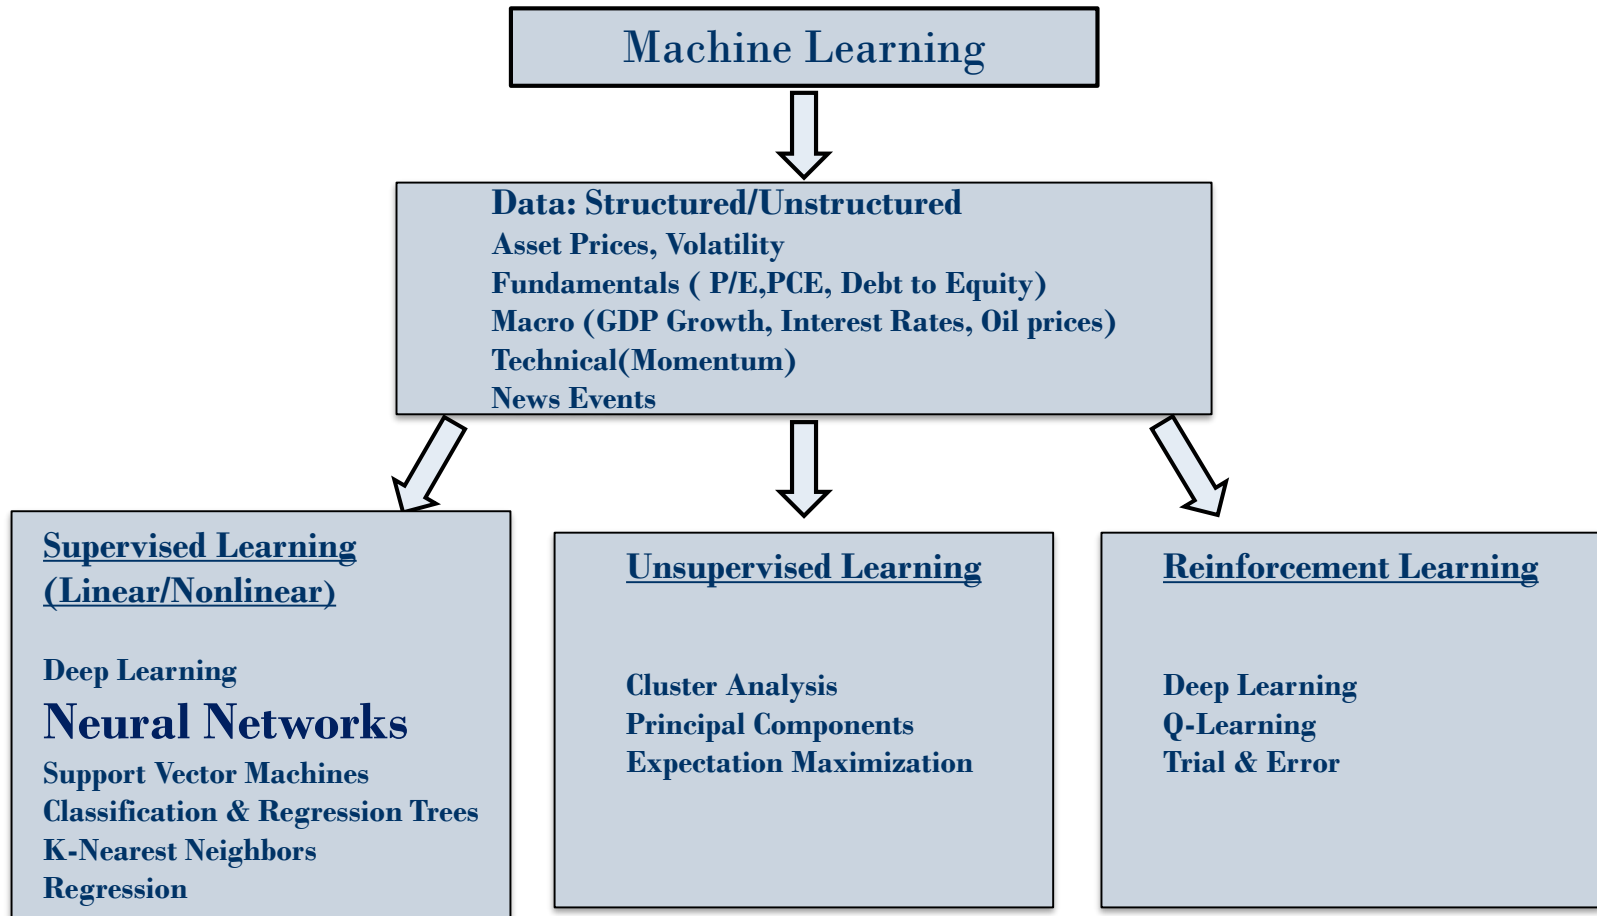 Machine Learning
Data: Structured/Unstructured
Asset Prices, Volatility
Fundamentals ( P/E,PCE, Debt to Equity)
Macro (GDP Growth, Interest Rates, Oil prices)
Technical(Momentum)
News Events
Supervised Learning
(Linear/Nonlinear)
Deep Learning
Neural Networks
Support Vector Machines
Classification & Regression Trees
K-Nearest Neighbors
Regression
Unsupervised Learning
Cluster Analysis
Principal Components
Expectation Maximization
Reinforcement Learning
Deep Learning
Q-Learning
Trial & Error